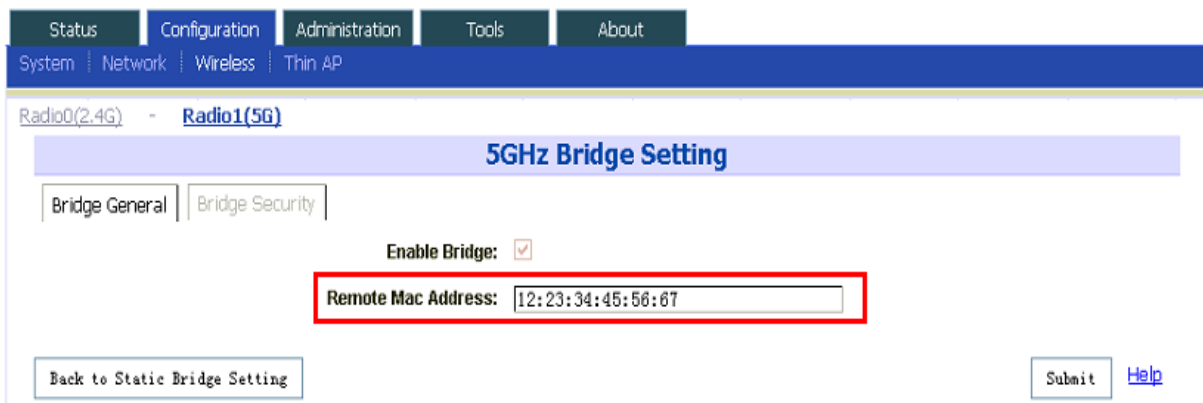 Status Configuration Administration Tools About
System Network Wireless Thin AP
Radio0(2.4G) - Radio1(5G)
5GHz Bridge Setting
Bridge General Bridge Security
Enable Bridge:
Remote Mac Address: 12:23:34:45:56:67
Back to Static Bridge Setting Submit Help